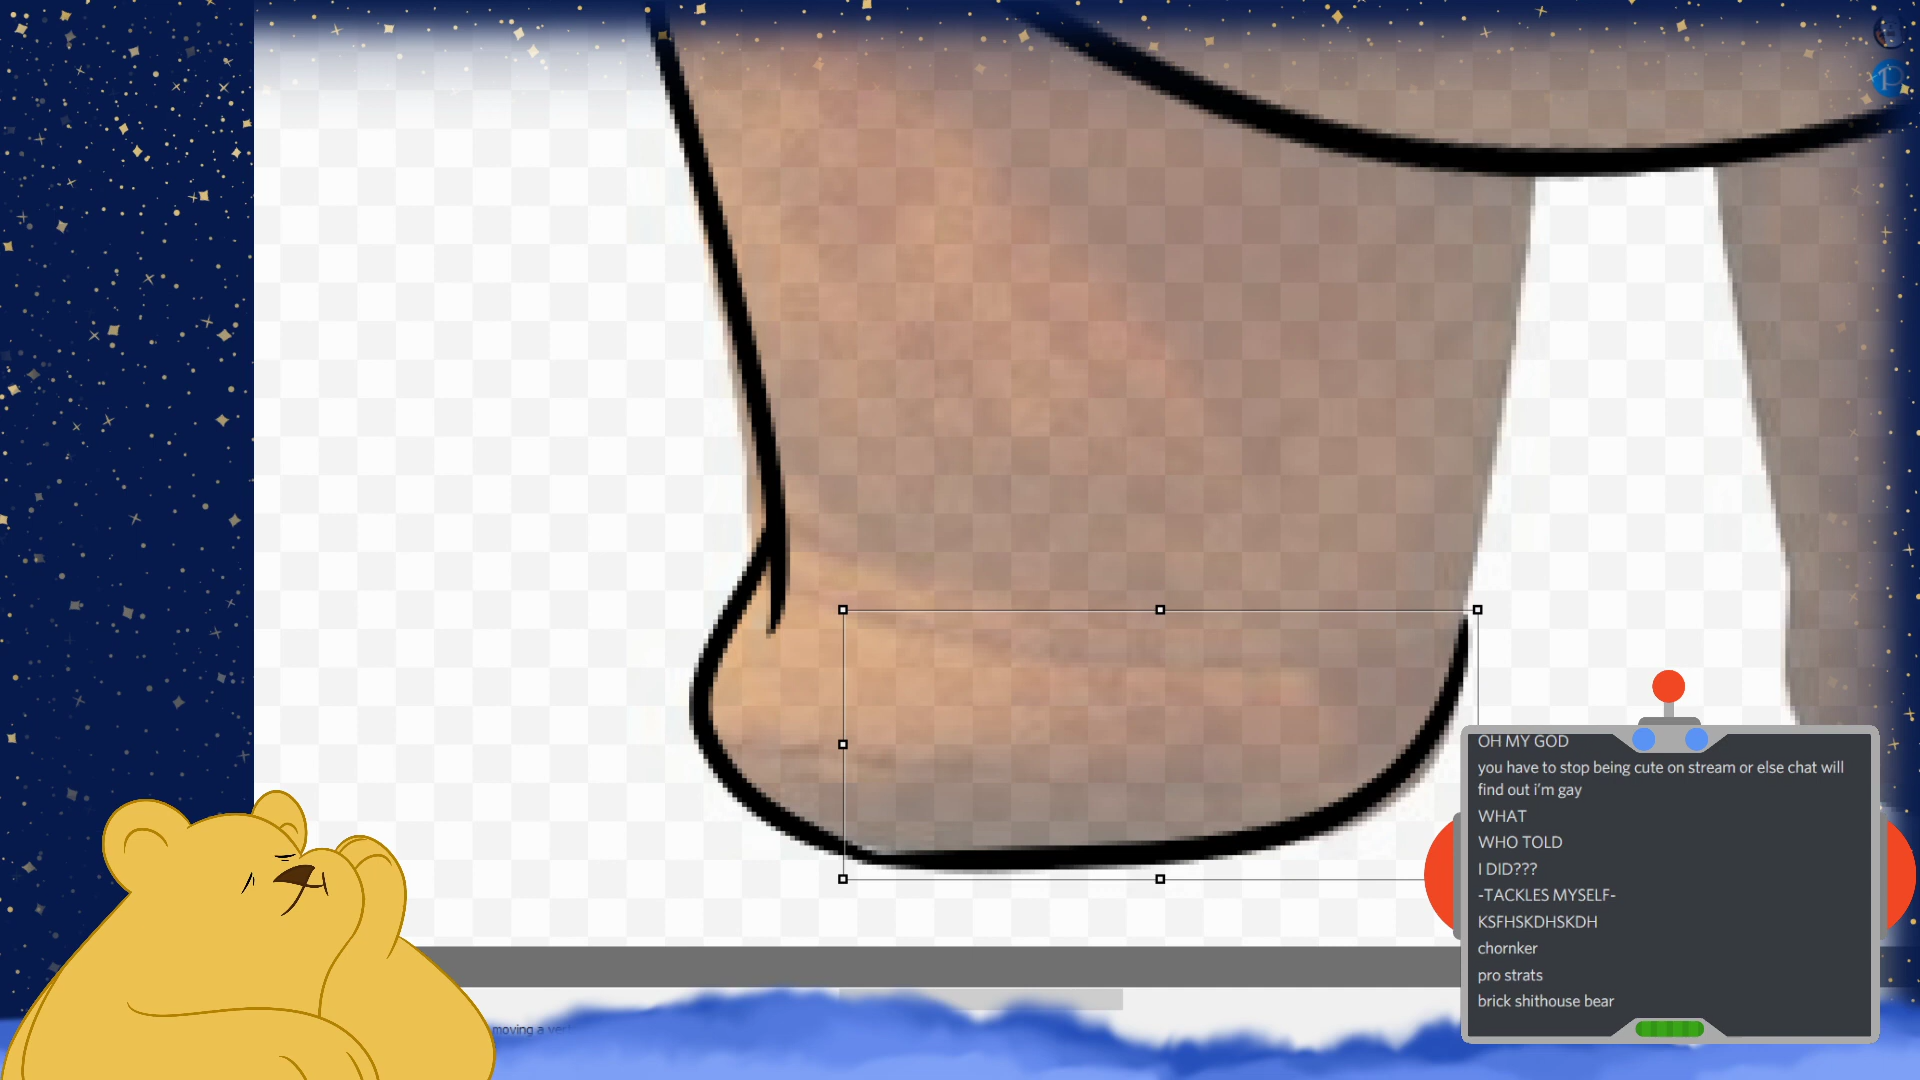 OH MY GOD
you have to stop being cute on stream or else chat will
find out i'm gay
WHAT
WHO TOLD
I DID???
-TACKLES MYSELF-
KSFHSKDHSKDH
chornker
pro strats
brick shithouse bear
moving a